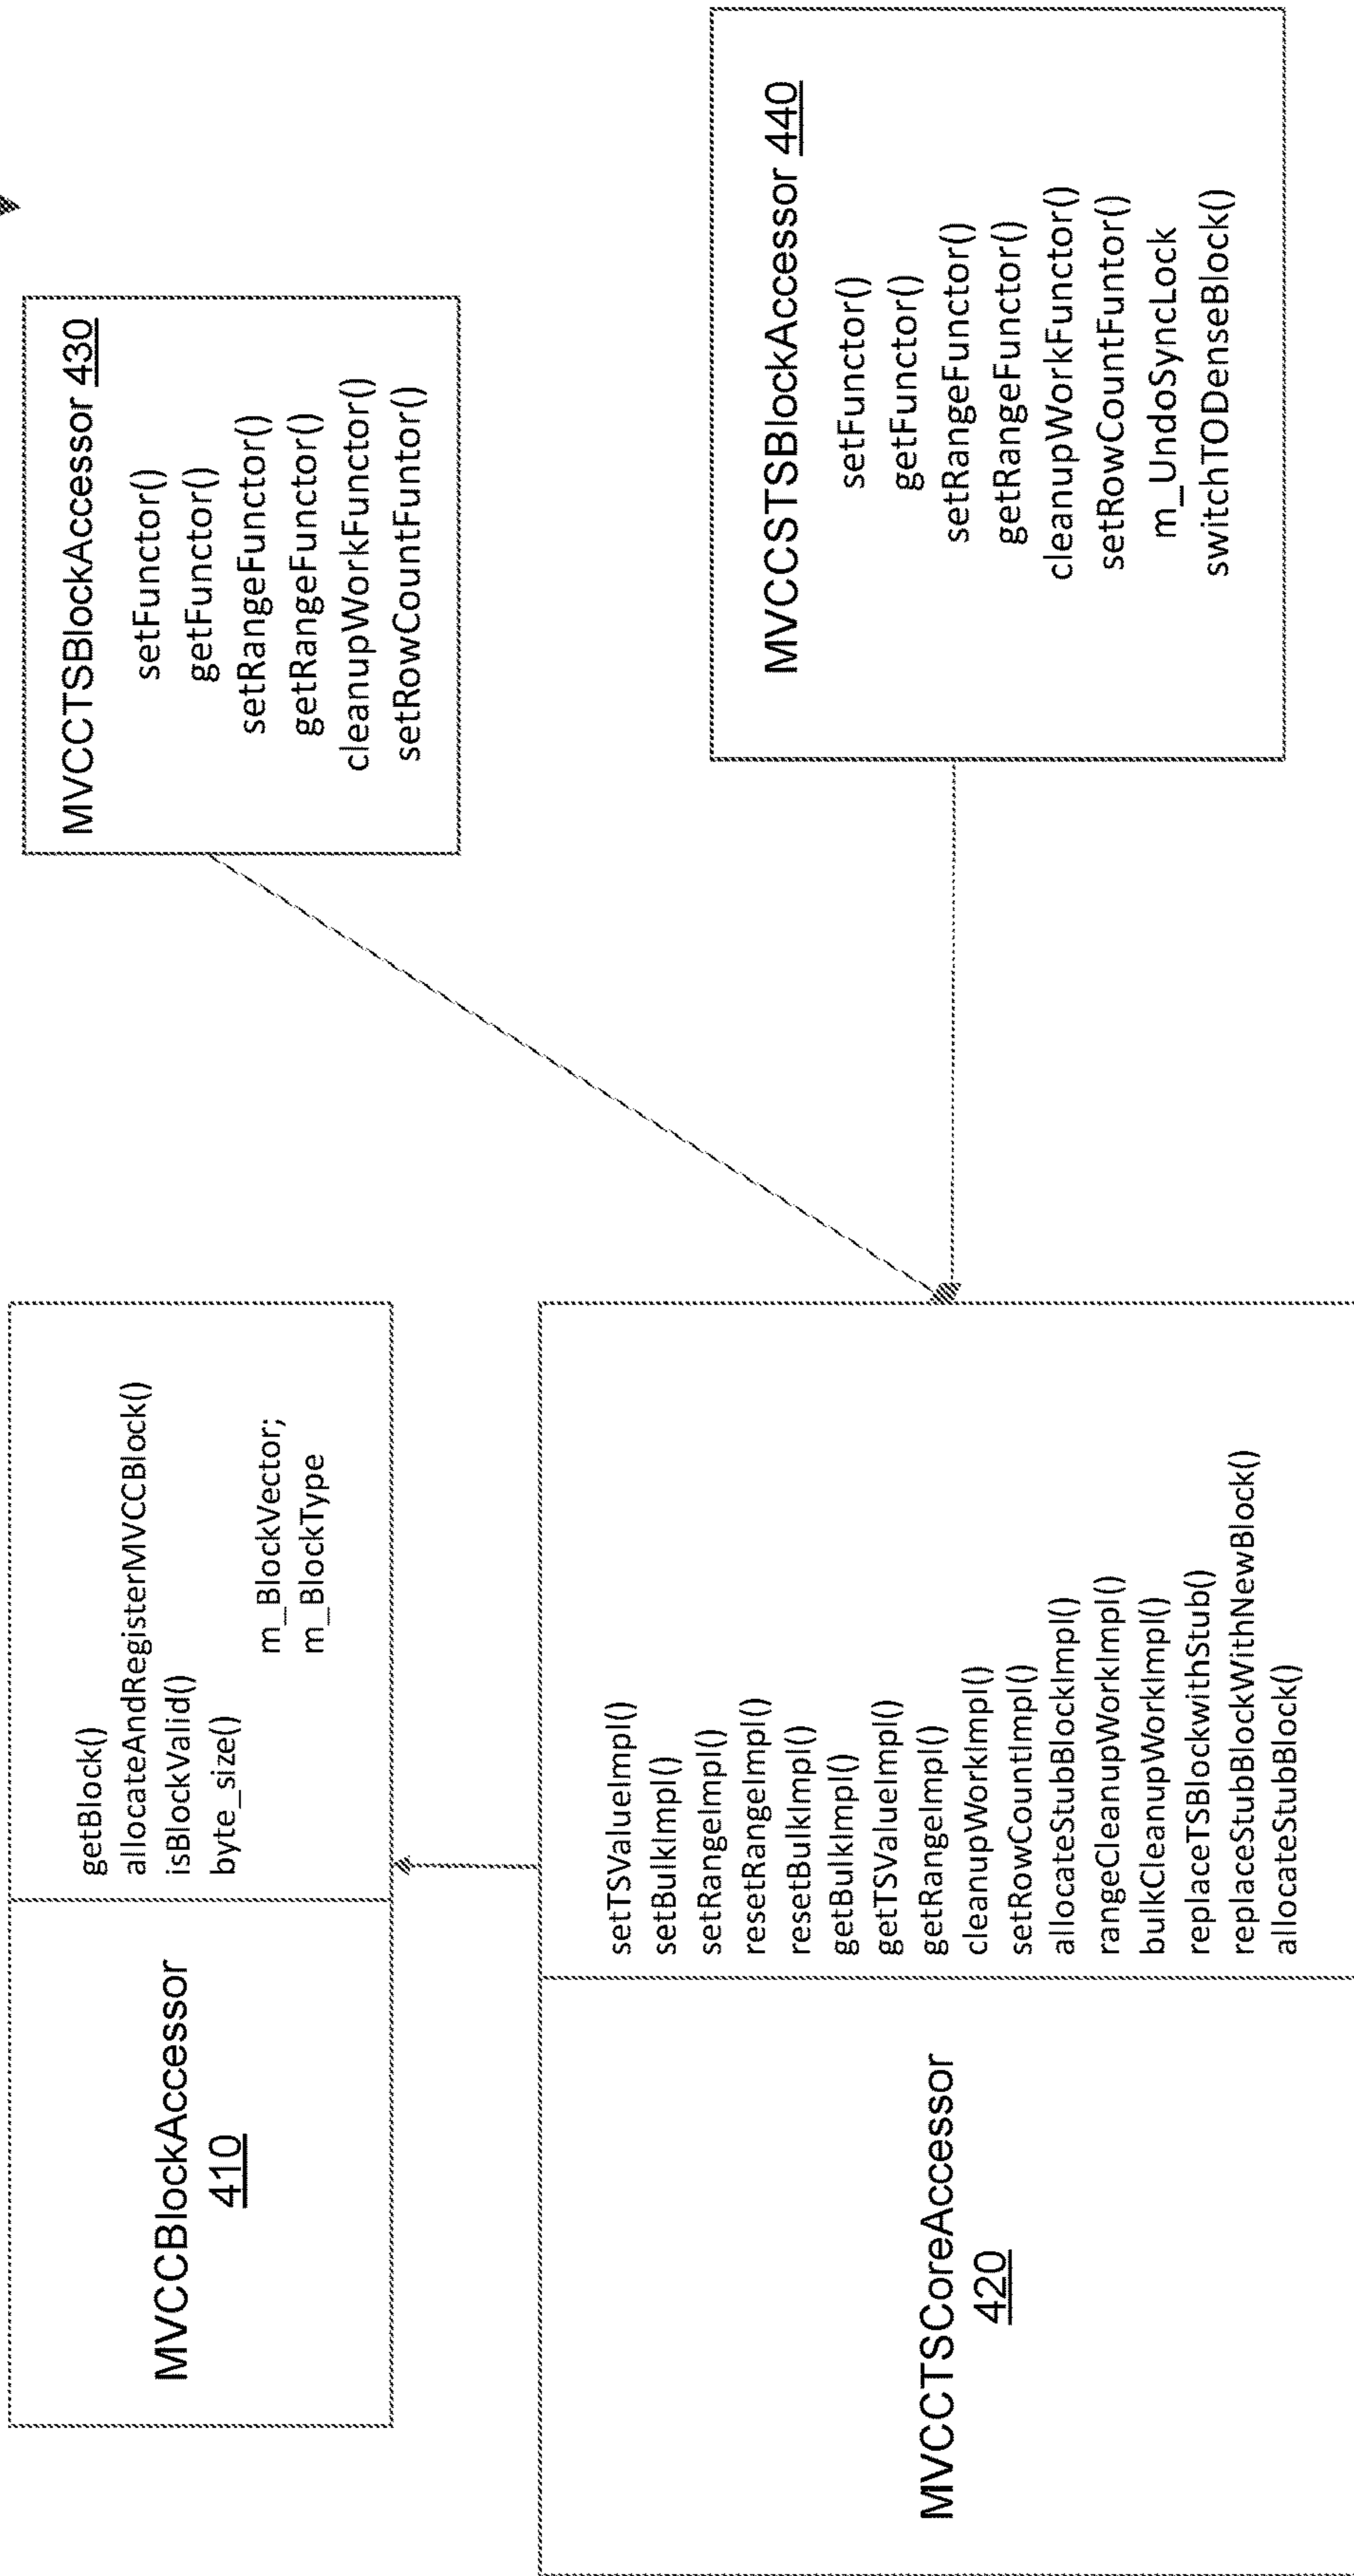 MVCCBlockAccessor
410
getBlock()
allocateAndRegisterMVCCBlock()
isBlockValid()
byte_size()
m_BlockVector;
m_BlockType
MVCCTSCoreAccessor
420
setTSValueImpl()
setBulkImpl()
setRangeImpl()
resetRangeImpl()
resetBulkImpl()
getBulkImpl()
getTSValueImpl()
getRangeImpl()
cleanupWorkImpl()
setRowCountImpl()
allocateStubBlockImpl()
rangeCleanupWorkImpl()
bulkCleanupWorkImpl()
replaceTSBlockwithStub()
replaceStubBlockWithNewBlock()
allocateStubBlock()
MVCCTSBlockAccessor 430
setFunctor()
getFunctor()
setRangeFunctor()
getRangeFunctor()
cleanupWorkFunctor()
setRowCountFuntor()
MVCCSTSBlockAccessor 440
setFunctor()
getFunctor()
setRangeFunctor()
getRangeFunctor()
cleanupWorkFunctor()
setRowCountFuntor()
m_UndoSyncLock
switchTODenseBlock()